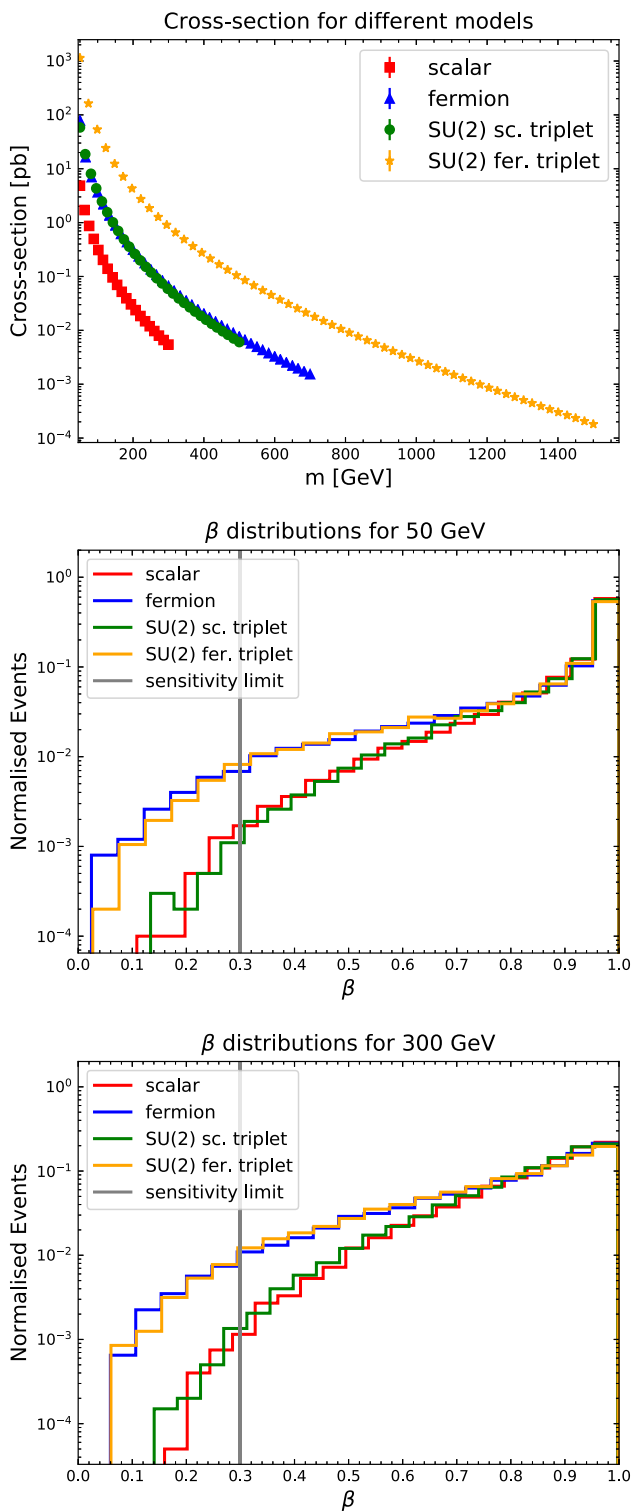 Cross-section for different models
Cross-section [pb]
10³
10²
10¹
10⁰
10⁻¹
10⁻²
10⁻³
10⁻⁴
scalar
fermion
SU(2) sc. triplet
SU(2) fer. triplet
200 400 600 800 1000 1200 1400
m [GeV]
β distributions for 50 GeV
Normalised Events
10⁰
10⁻¹
10⁻²
10⁻³
10⁻⁴
scalar
fermion
SU(2) sc. triplet
SU(2) fer. triplet
sensitivity limit
0.0 0.1 0.2 0.3 0.4 0.5 0.6 0.7 0.8 0.9 1.0
β
β distributions for 300 GeV
Normalised Events
10⁰
10⁻¹
10⁻²
10⁻³
10⁻⁴
scalar
fermion
SU(2) sc. triplet
SU(2) fer. triplet
sensitivity limit
0.0 0.1 0.2 0.3 0.4 0.5 0.6 0.7 0.8 0.9 1.0
β